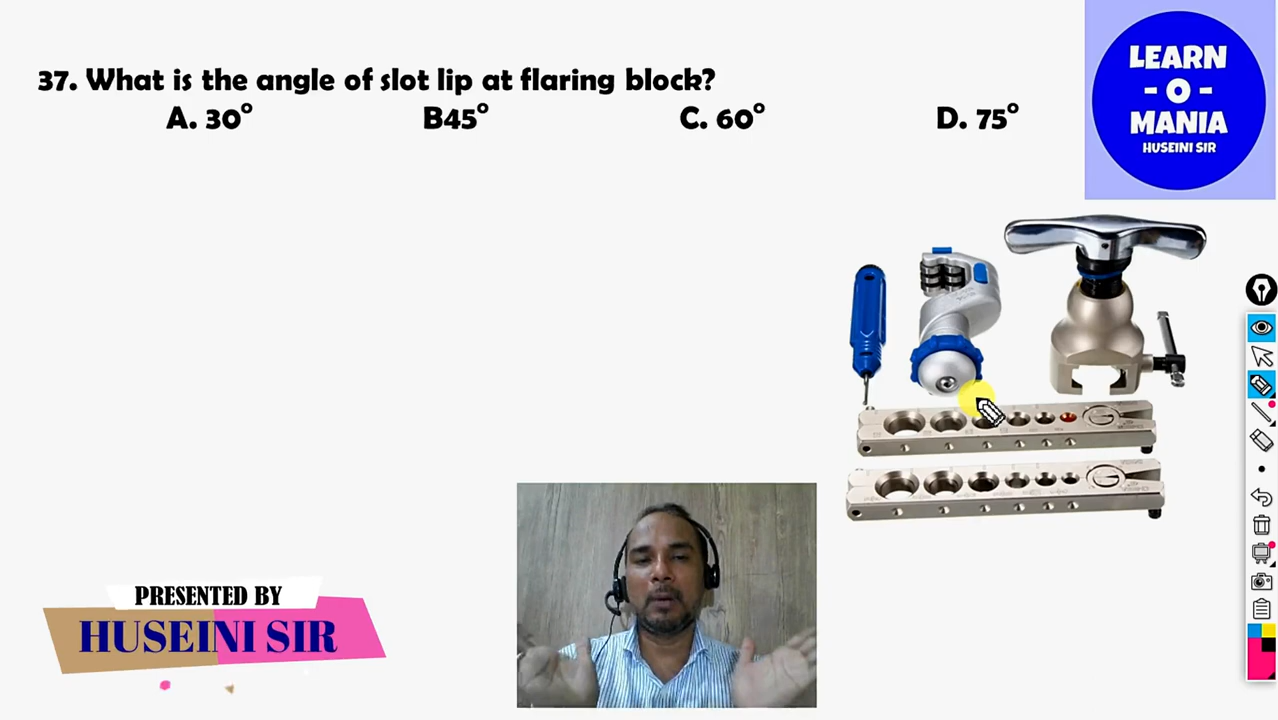 37. What is the angle of slot lip at flaring block?
A. 30° B45° C. 60° D. 75°
LEARN
- O -
MANIA
HUSEINI SIR
PRESENTED BY
HUSEINI SIR